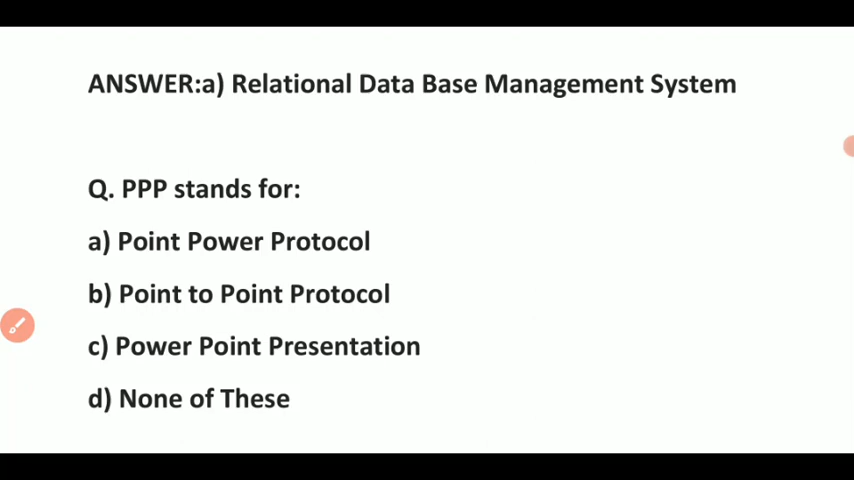 ANSWER:a) Relational Data Base Management System
Q. PPP stands for:
a) Point Power Protocol
b) Point to Point Protocol
c) Power Point Presentation
d) None of These